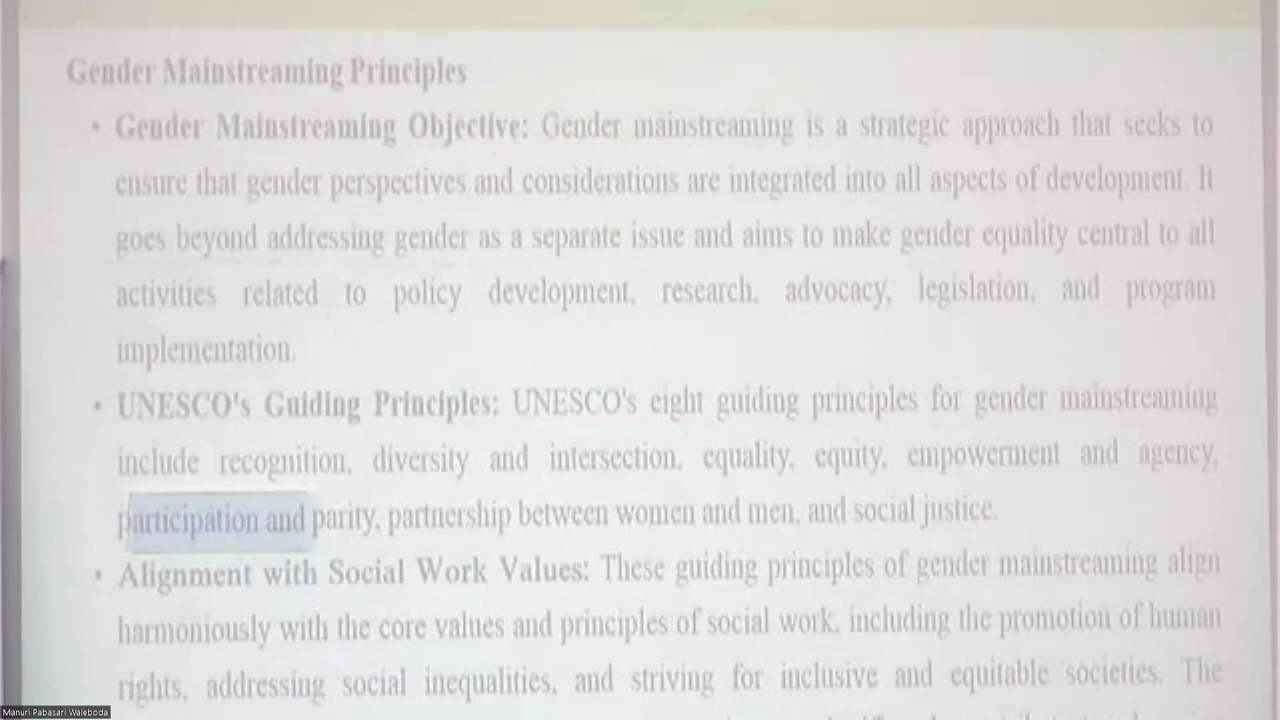 Gender Mainstreaming Principles
• Gender Mainstreaming Objective: Gender mainstreaming is a strategic approach that seeks to
ensure that gender perspectives and considerations are integrated into all aspects of development. It
goes beyond addressing gender as a separate issue and aims to make gender equality central to all
activities related to policy development, research, advocacy, legislation, and program
implementation.
• UNESCO's Guiding Principles: UNESCO's eight guiding principles for gender mainstreaming
include recognition, diversity and intersection, equality, equity, empowerment and agency,
participation and parity, partnership between women and men, and social justice.
• Alignment with Social Work Values: These guiding principles of gender mainstreaming align
harmoniously with the core values and principles of social work, including the promotion of human
rights, addressing social inequalities, and striving for inclusive and equitable societies. The
Manuri Pabasari Waleboda